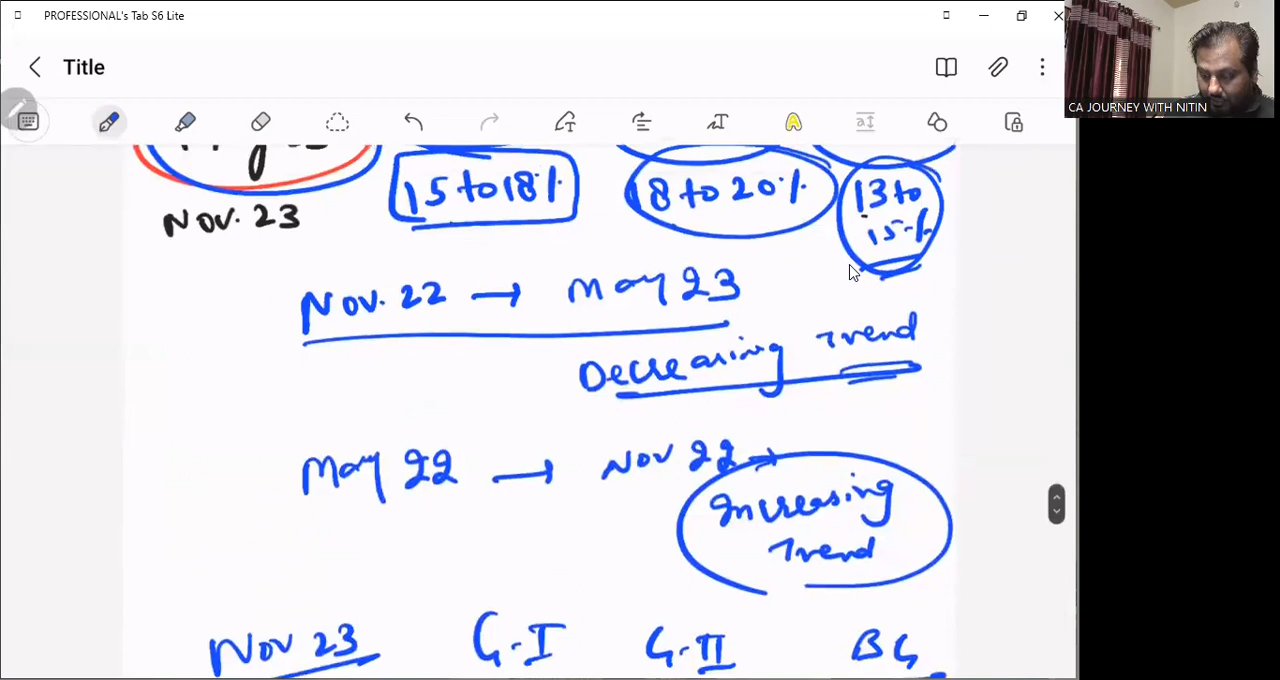 PROFESSIONAL's Tab S6 Lite
Title
CA JOURNEY WITH NITIN
15 to 18% 18 to 20% 13 to
15%
Nov. 23
Nov. 22 → May 23
Decreasing Trend
May 22 → Nov 22 →
Increasing
Trend
Nov 23 G-I G-II BG